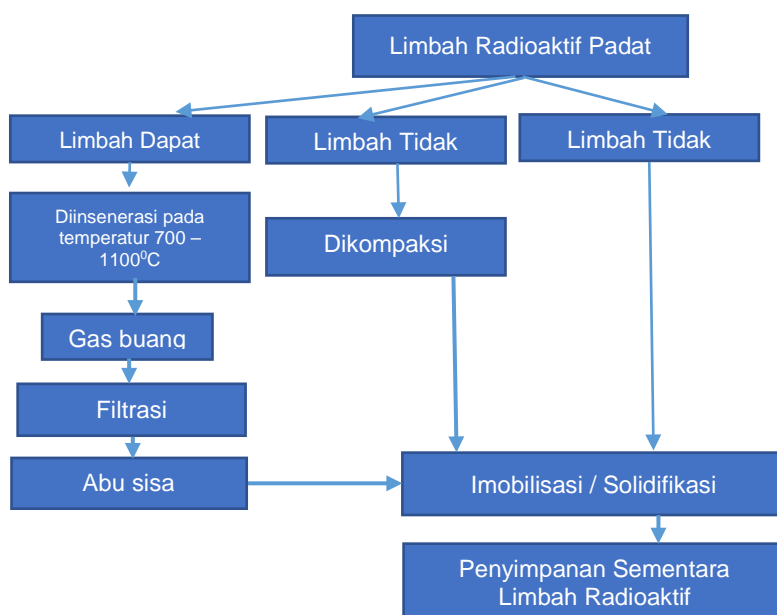 Limbah Radioaktif Padat
Limbah Dapat
Limbah Tidak
Limbah Tidak
Diinsenerasi pada
temperatur 700 –
1100⁰C
Dikompaksi
Gas buang
Filtrasi
Abu sisa
Imobilisasi / Solidifikasi
Penyimpanan Sementara
Limbah Radioaktif